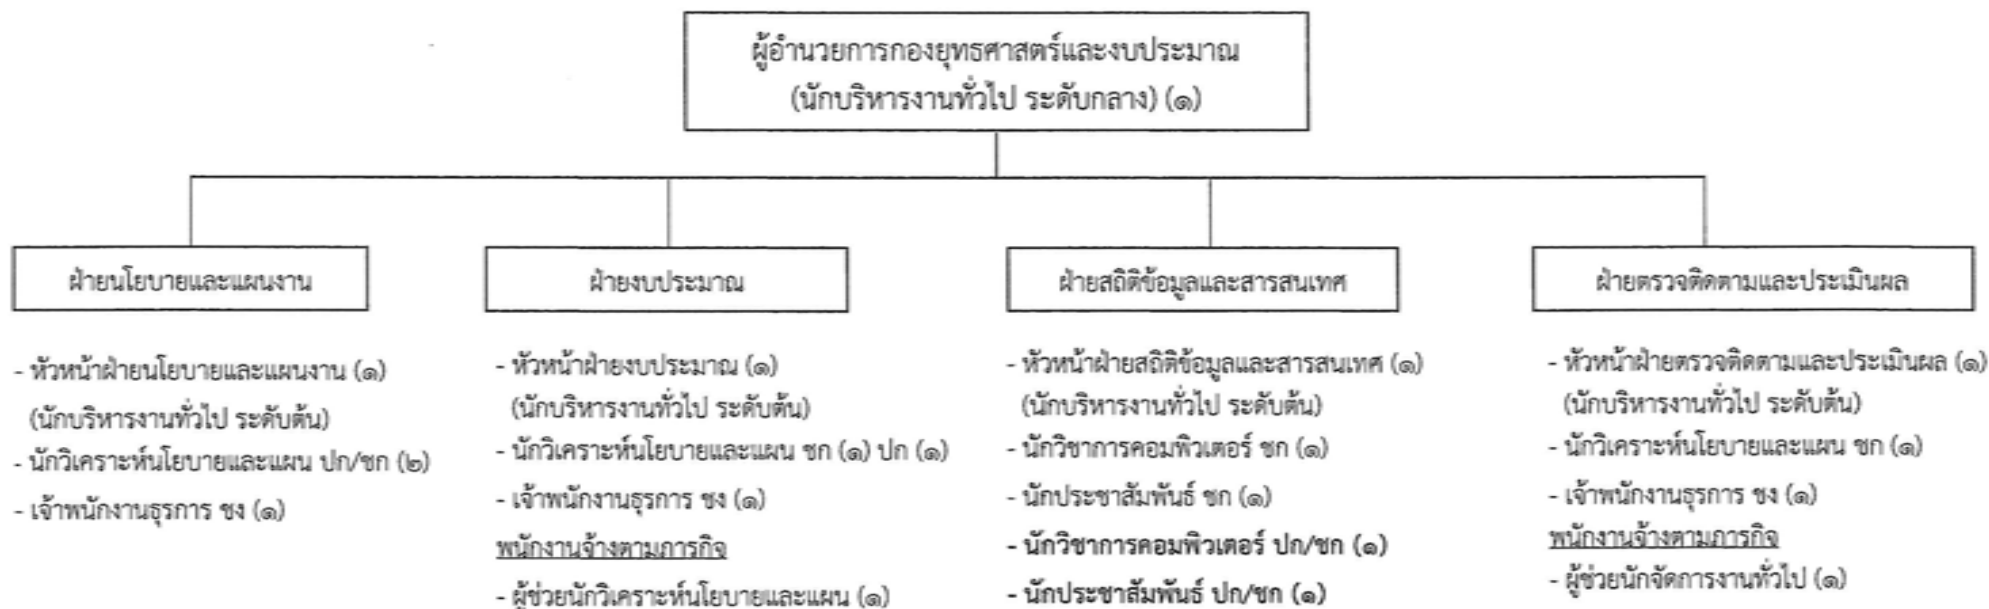 ผู้อำนวยการกองยุทธศาสตร์และงบประมาณ
(นักบริหารงานทั่วไป ระดับกลาง) (๑)
ฝ่ายนโยบายและแผนงาน
- หัวหน้าฝ่ายนโยบายและแผนงาน (๑)
(นักบริหารงานทั่วไป ระดับต้น)
- นักวิเคราะห์นโยบายและแผน ปก/ชก (๒)
- เจ้าพนักงานธุรการ ชง (๑)
ฝ่ายงบประมาณ
- หัวหน้าฝ่ายงบประมาณ (๑)
(นักบริหารงานทั่วไป ระดับต้น)
- นักวิเคราะห์นโยบายและแผน ชก (๑) ปก (๑)
- เจ้าพนักงานธุรการ ชง (๑)
พนักงานจ้างตามภารกิจ
- ผู้ช่วยนักวิเคราะห์นโยบายและแผน (๑)
ฝ่ายสถิติข้อมูลและสารสนเทศ
- หัวหน้าฝ่ายสถิติข้อมูลและสารสนเทศ (๑)
(นักบริหารงานทั่วไป ระดับต้น)
- นักวิชาการคอมพิวเตอร์ ชก (๑)
- นักประชาสัมพันธ์ ชก (๑)
- นักวิชาการคอมพิวเตอร์ ปก/ชก (๑)
- นักประชาสัมพันธ์ ปก/ชก (๑)
ฝ่ายตรวจติดตามและประเมินผล
- หัวหน้าฝ่ายตรวจติดตามและประเมินผล (๑)
(นักบริหารงานทั่วไป ระดับต้น)
- นักวิเคราะห์นโยบายและแผน ชก (๑)
- เจ้าพนักงานธุรการ ชง (๑)
พนักงานจ้างตามภารกิจ
- ผู้ช่วยนักจัดการงานทั่วไป (๑)